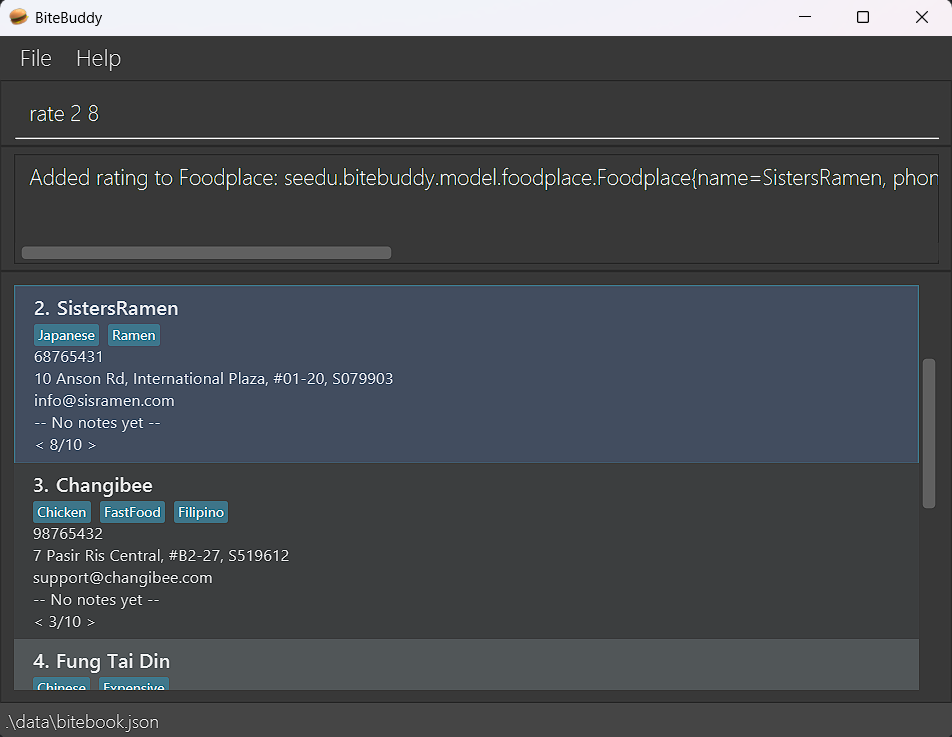 BiteBuddy
File Help
rate 2 8
Added rating to Foodplace: seedu.bitebuddy.model.foodplace.Foodplace{name=SistersRamen, phon
2. SistersRamen
Japanese Ramen
68765431
10 Anson Rd, International Plaza, #01-20, S079903
info@sisramen.com
-- No notes yet --
< 8/10 >
3. Changibee
Chicken FastFood Filipino
98765432
7 Pasir Ris Central, #B2-27, S519612
support@changibee.com
-- No notes yet --
< 3/10 >
4. Fung Tai Din
Chinese Expensive
.\data\bitebook.json